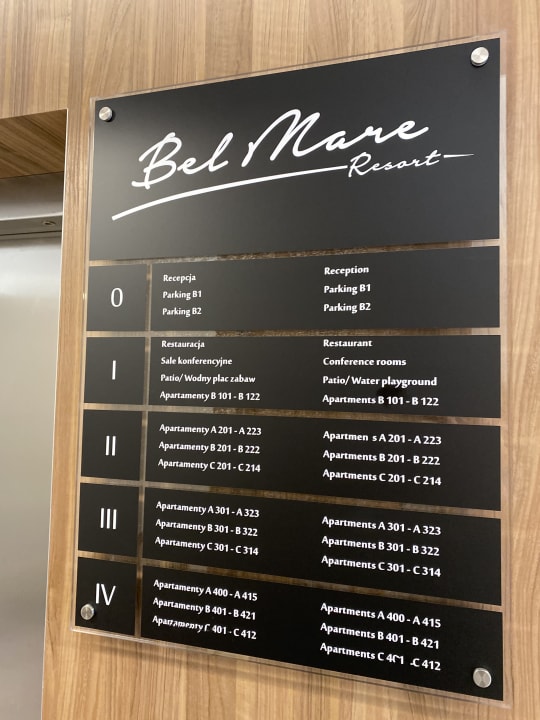 Bel Mare
Resort
0
Recepcja
Parking B1
Parking B2
Reception
Parking B1
Parking B2
I
Restauracja
Sale konferencyjne
Patio/ Wodny plac zabaw
Apartamenty B 101 - B 122
Restaurant
Conference rooms
Patio/ Water playground
Apartments B 101 - B 122
II
Apartamenty A 201 - A 223
Apartamenty B 201 - B 222
Apartamenty C 201 - C 214
Apartmen s A 201 - A 223
Apartments B 201 - B 222
Apartments C 201 - C 214
III
Apartamenty A 301 - A 323
Apartamenty B 301 - B 322
Apartamenty C 301 - C 314
Apartments A 301 - A 323
Apartments B 301 - B 322
Apartments C 301 - C 314
IV
Apartamenty A 400 - A 415
Apartamenty B 401 - B 421
Apartamenty C 401 - C 412
Apartments A 400 - A 415
Apartments B 401 - B 421
Apartments C 401 - C 412